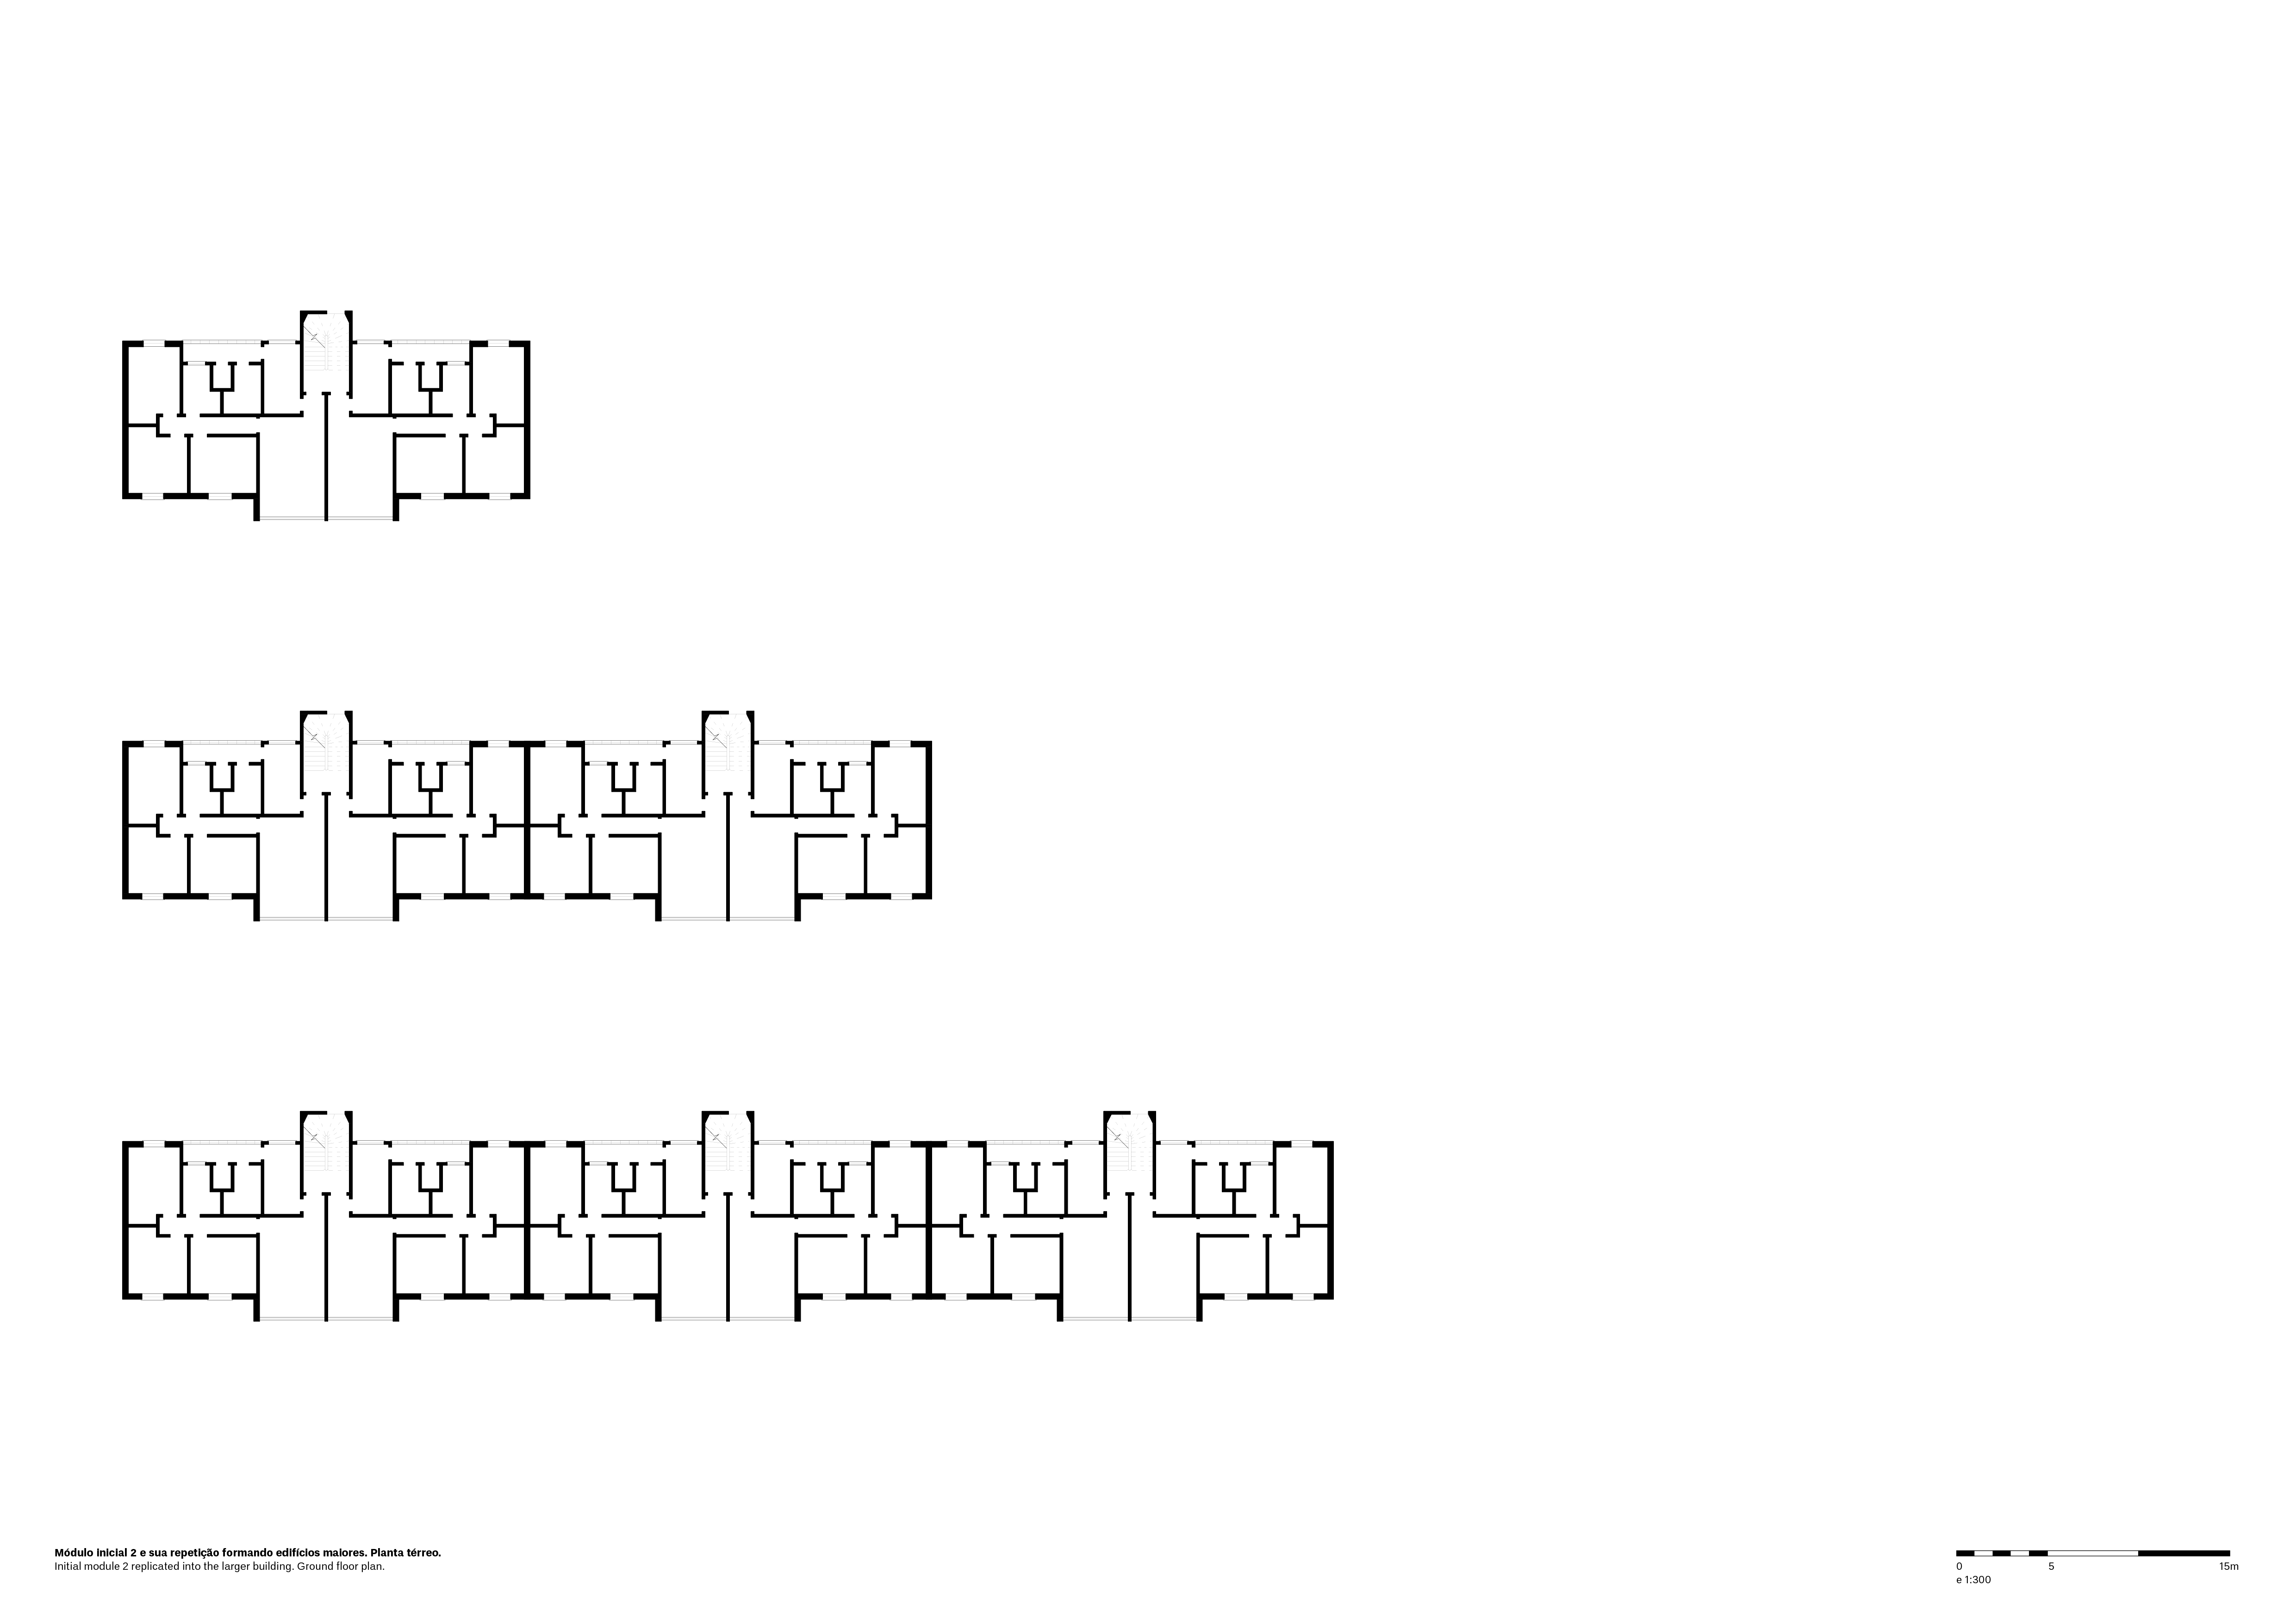 Módulo inicial 2 e sua repetição formando edifícios maiores. Planta térreo.
Initial module 2 replicated into the larger building. Ground floor plan.
0 5 15m
e 1:300